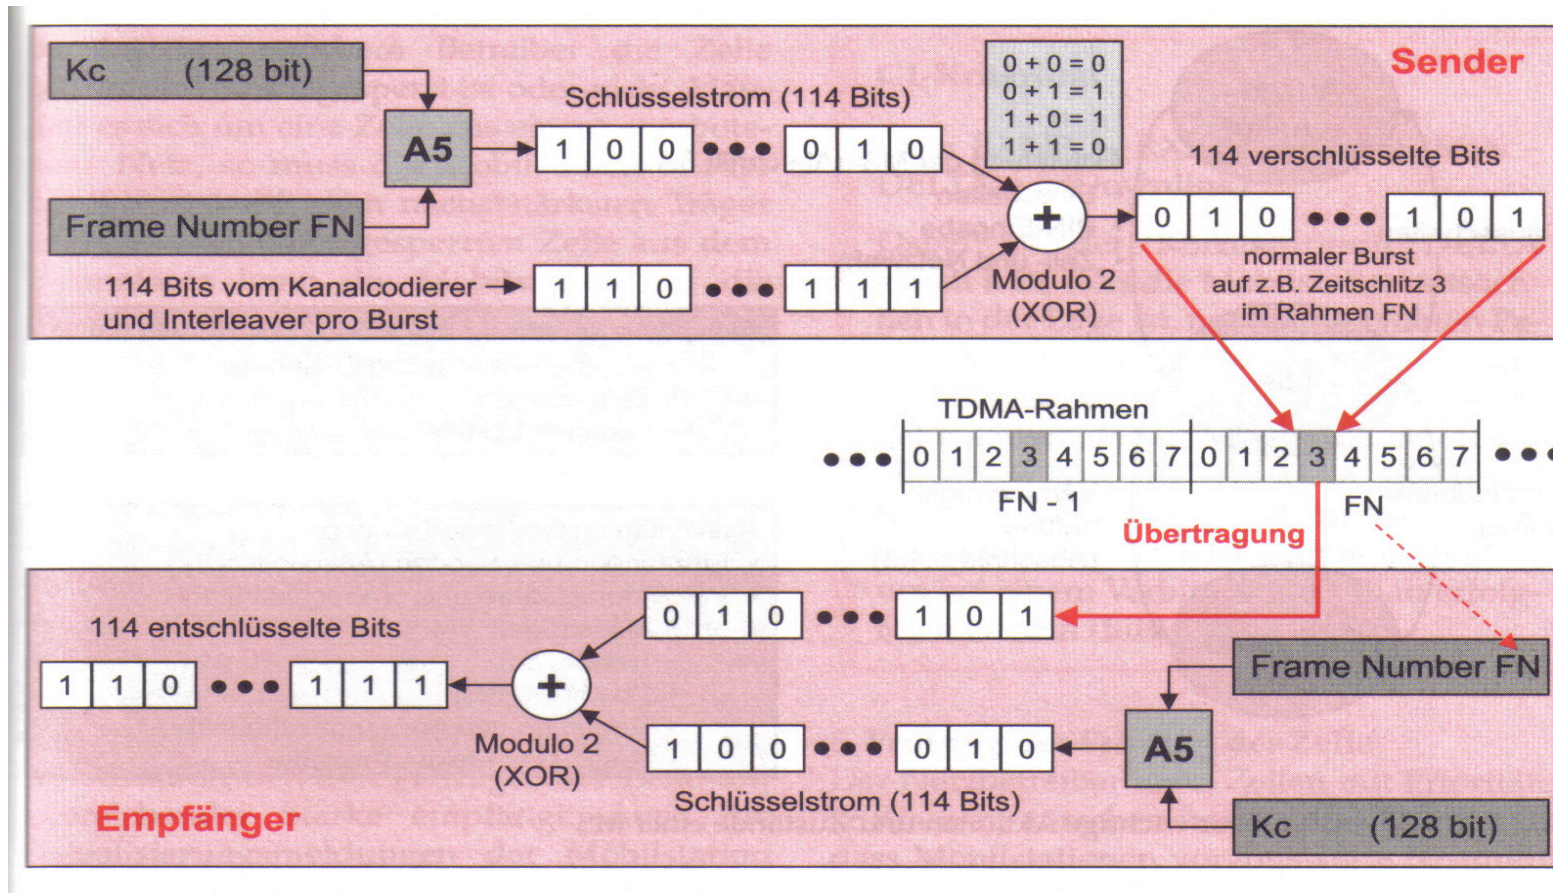 Sender
Kc (128 bit)
A5
Frame Number FN
Schlüsselstrom (114 Bits)
1 0 0 ••• 0 1 0
0 + 0 = 0
0 + 1 = 1
1 + 0 = 1
1 + 1 = 0
114 Bits vom Kanalcodierer
und Interleaver pro Burst
1 1 0 ••• 1 1 1
+
Modulo 2
(XOR)
114 verschlüsselte Bits
0 1 0 ••• 1 0 1
normaler Burst
auf z.B. Zeitschlitz 3
im Rahmen FN
TDMA-Rahmen
••• 0 1 2 3 4 5 6 7 0 1 2 3 4 5 6 7 •••
FN - 1
FN
Übertragung
0 1 0 ••• 1 0 1
114 entschlüsselte Bits
1 1 0 ••• 1 1 1
+
Modulo 2
(XOR)
1 0 0 ••• 0 1 0
Schlüsselstrom (114 Bits)
A5
Frame Number FN
Kc (128 bit)
Empfänger